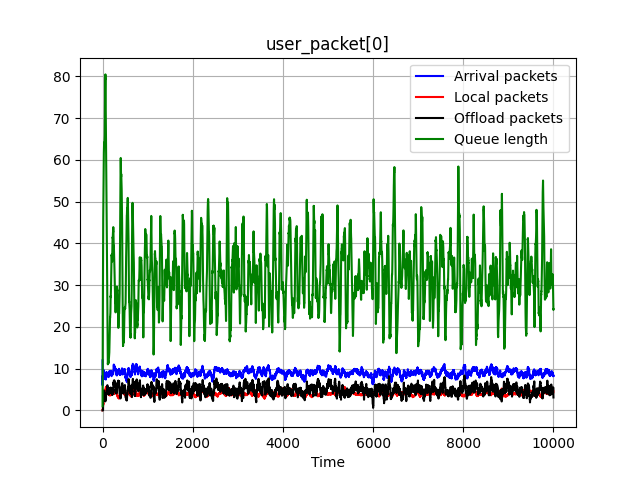 user_packet[0]
Arrival packets
Local packets
Offload packets
Queue length
80
70
60
50
40
30
20
10
0
0 2000 4000 6000 8000 10000
Time